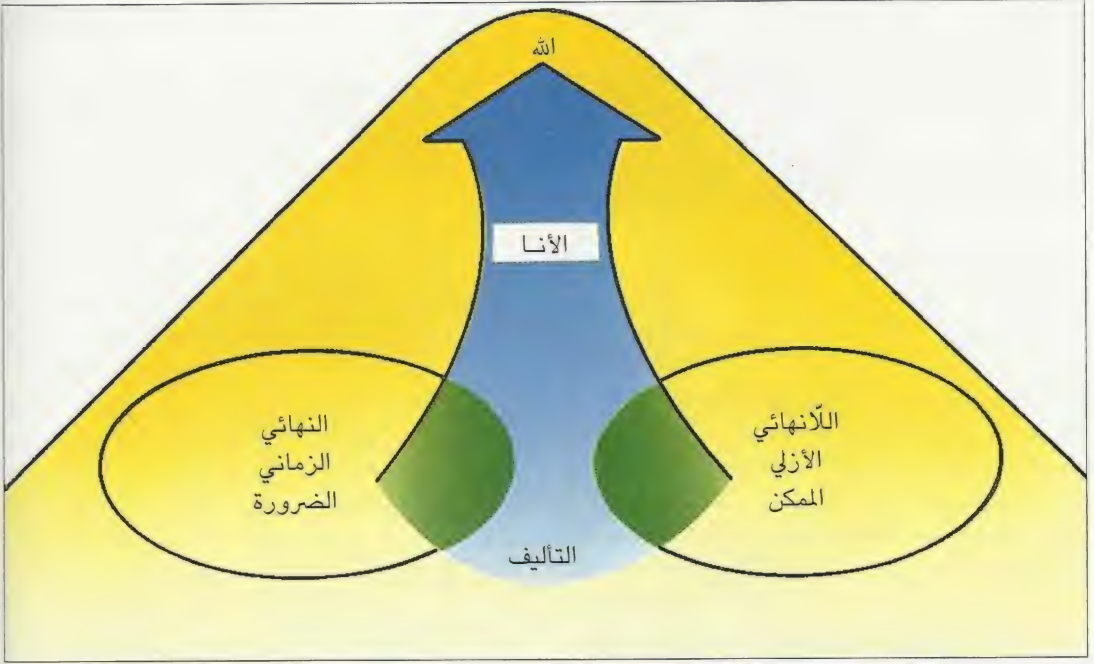 الله
الأنا
اللّانهائي
الأزلي
الممكن
النهائي
الزماني
الضرورة
التأليف